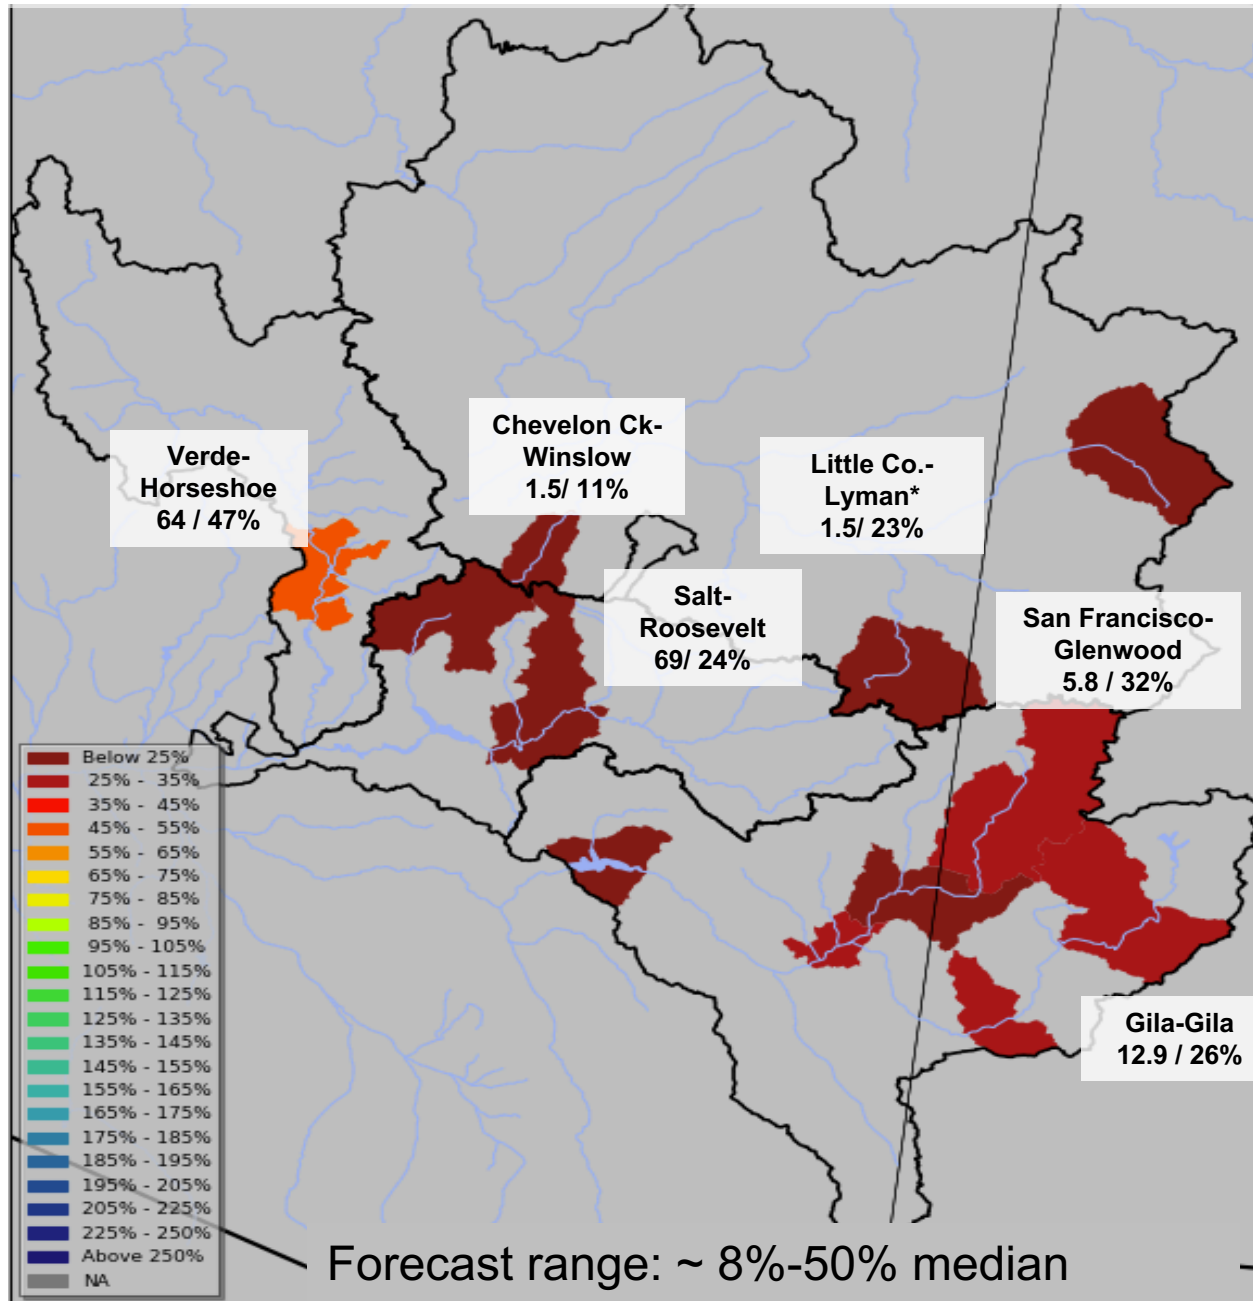 Chevelon Ck-
Winslow
1.5/ 11%
Verde-
Horseshoe
64 / 47%
Little Co.-
Lyman*
1.5/ 23%
Salt-
Roosevelt
69/ 24%
San Francisco-
Glenwood
5.8 / 32%
Gila-Gila
12.9 / 26%
Below 25%
25% - 35%
35% - 45%
45% - 55%
55% - 65%
65% - 75%
75% - 85%
85% - 95%
95% - 105%
105% - 115%
115% - 125%
125% - 135%
135% - 145%
145% - 155%
155% - 165%
165% - 175%
175% - 185%
185% - 195%
195% - 205%
205% - 225%
225% - 250%
Above 250%
NA
Forecast range: ~ 8%-50% median